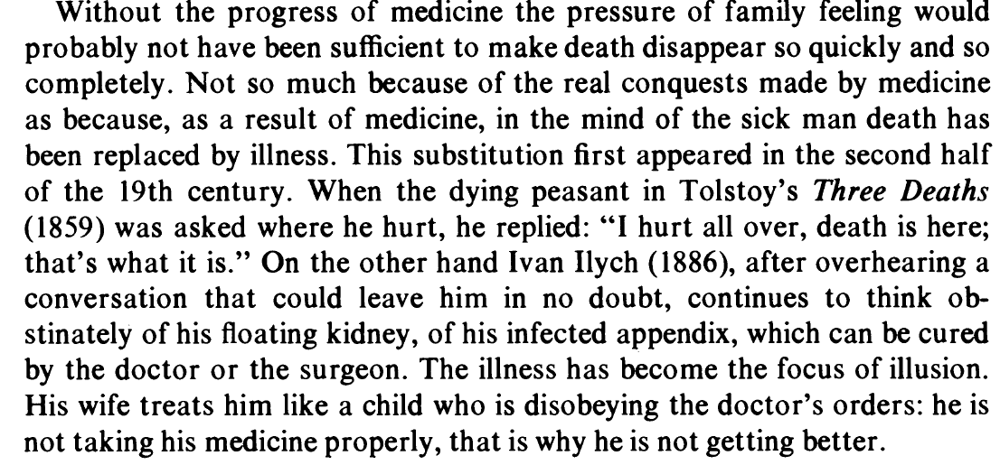 Without the progress of medicine the pressure of family feeling would
probably not have been sufficient to make death disappear so quickly and so
completely. Not so much because of the real conquests made by medicine
as because, as a result of medicine, in the mind of the sick man death has
been replaced by illness. This substitution first appeared in the second half
of the 19th century. When the dying peasant in Tolstoy's Three Deaths
(1859) was asked where he hurt, he replied: “I hurt all over, death is here;
that's what it is.” On the other hand Ivan Ilych (1886), after overhearing a
conversation that could leave him in no doubt, continues to think ob-
stinately of his floating kidney, of his infected appendix, which can be cured
by the doctor or the surgeon. The illness has become the focus of illusion.
His wife treats him like a child who is disobeying the doctor's orders: he is
not taking his medicine properly, that is why he is not getting better.